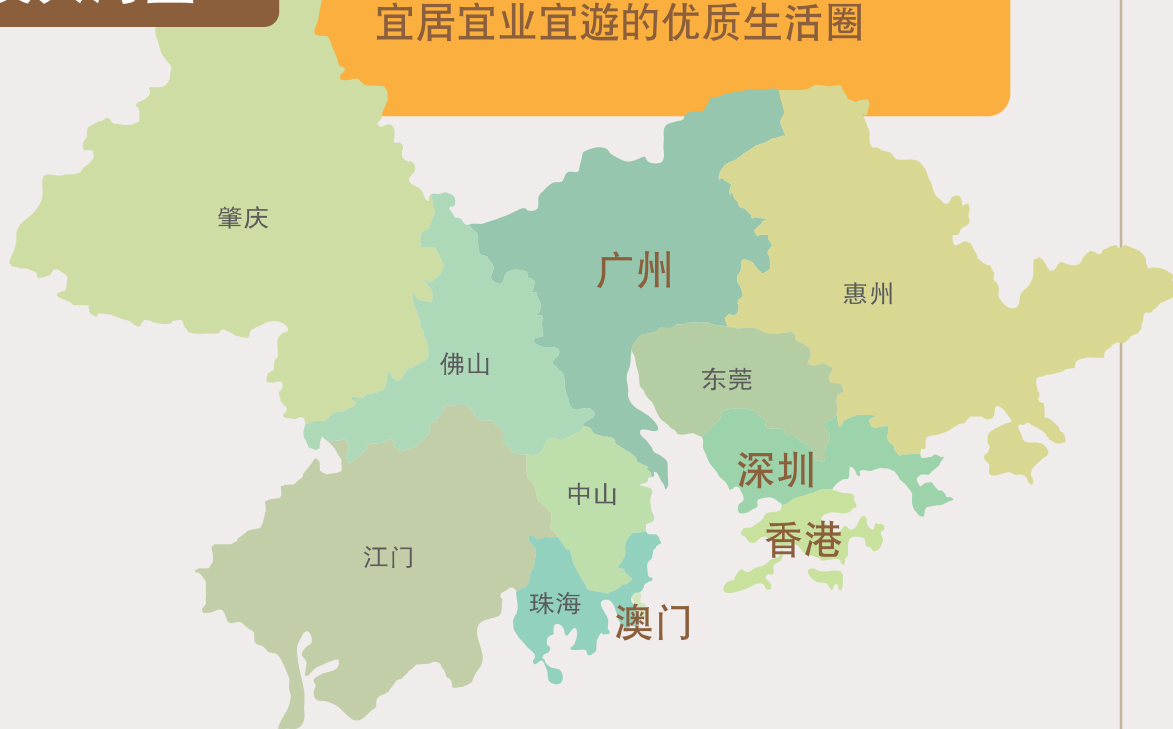 宜居宜业宜遊的优质生活圈
肇庆
广州
惠州
佛山
东莞
深圳
中山
香港
江门
珠海
澳门